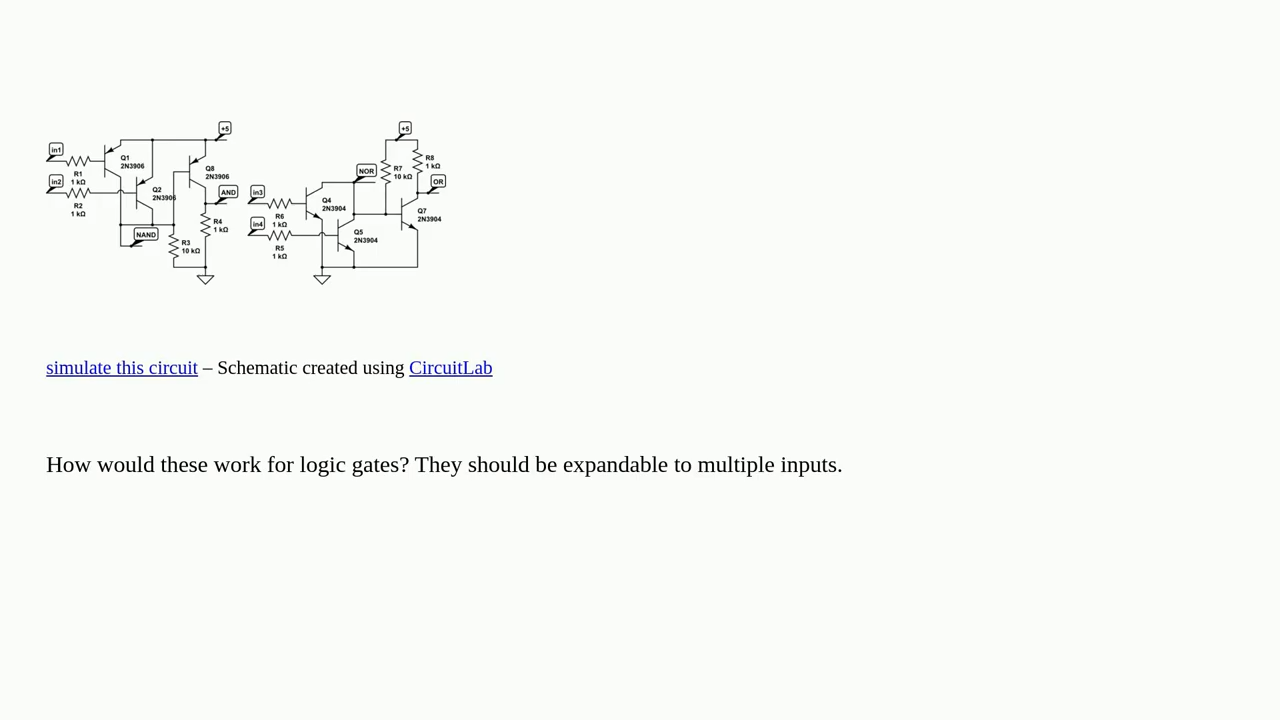 +5
+5
in1
Q1
2N3906
R1
1 kΩ
in2
Q2
2N3906
R2
1 kΩ
Q8
2N3906
AND
NAND
R3
10 kΩ
R4
1 kΩ
NOR
R7
10 kΩ
R8
1 kΩ
OR
in3
Q4
2N3904
R6
1 kΩ
in4
Q5
2N3904
R5
1 kΩ
Q7
2N3904
simulate this circuit – Schematic created using CircuitLab
How would these work for logic gates? They should be expandable to multiple inputs.